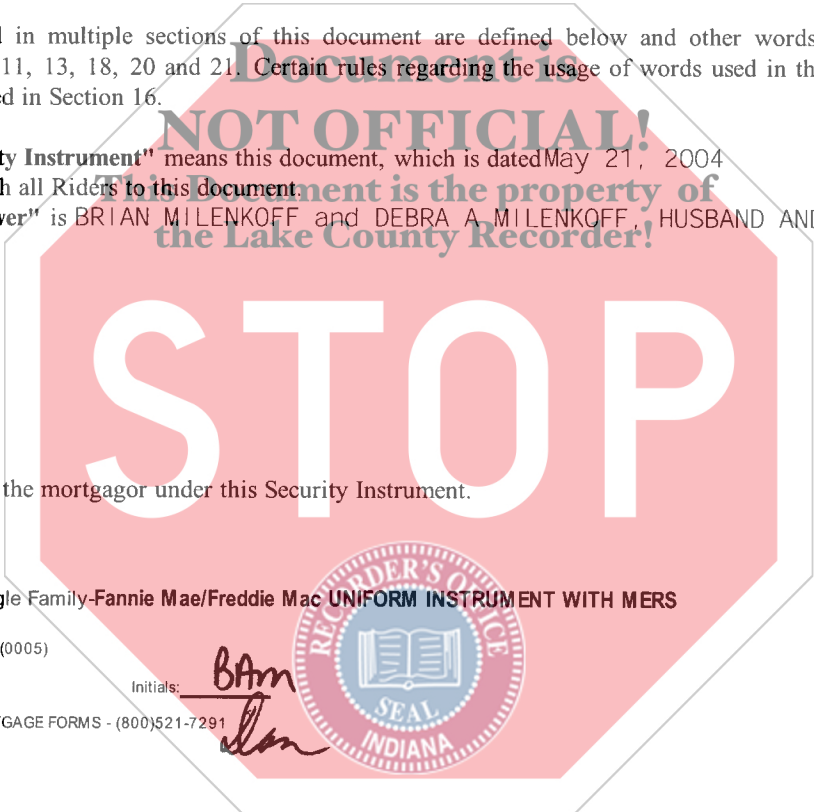 d in multiple sections of this document are defined below and other words
11, 13, 18, 20 and 21. Certain rules regarding the usage of words used in th
ed in Section 16.
Document is
NOT OFFICIAL!
This Document is the property of
the Lake County Recorder!
ty Instrument" means this document, which is dated May 21, 2004
h all Riders to this document.
wer" is BRIAN MILENKOFF and DEBRA A MILENKOFF, HUSBAND AND
STOP
the mortgagor under this Security Instrument.
gle Family-Fannie Mae/Freddie Mac UNIFORM INSTRUMENT WITH MERS
(0005)
Initials: BAm
TGAGE FORMS - (800)521-7291
RECORDER'S OFFICE
SEAL
INDIANA